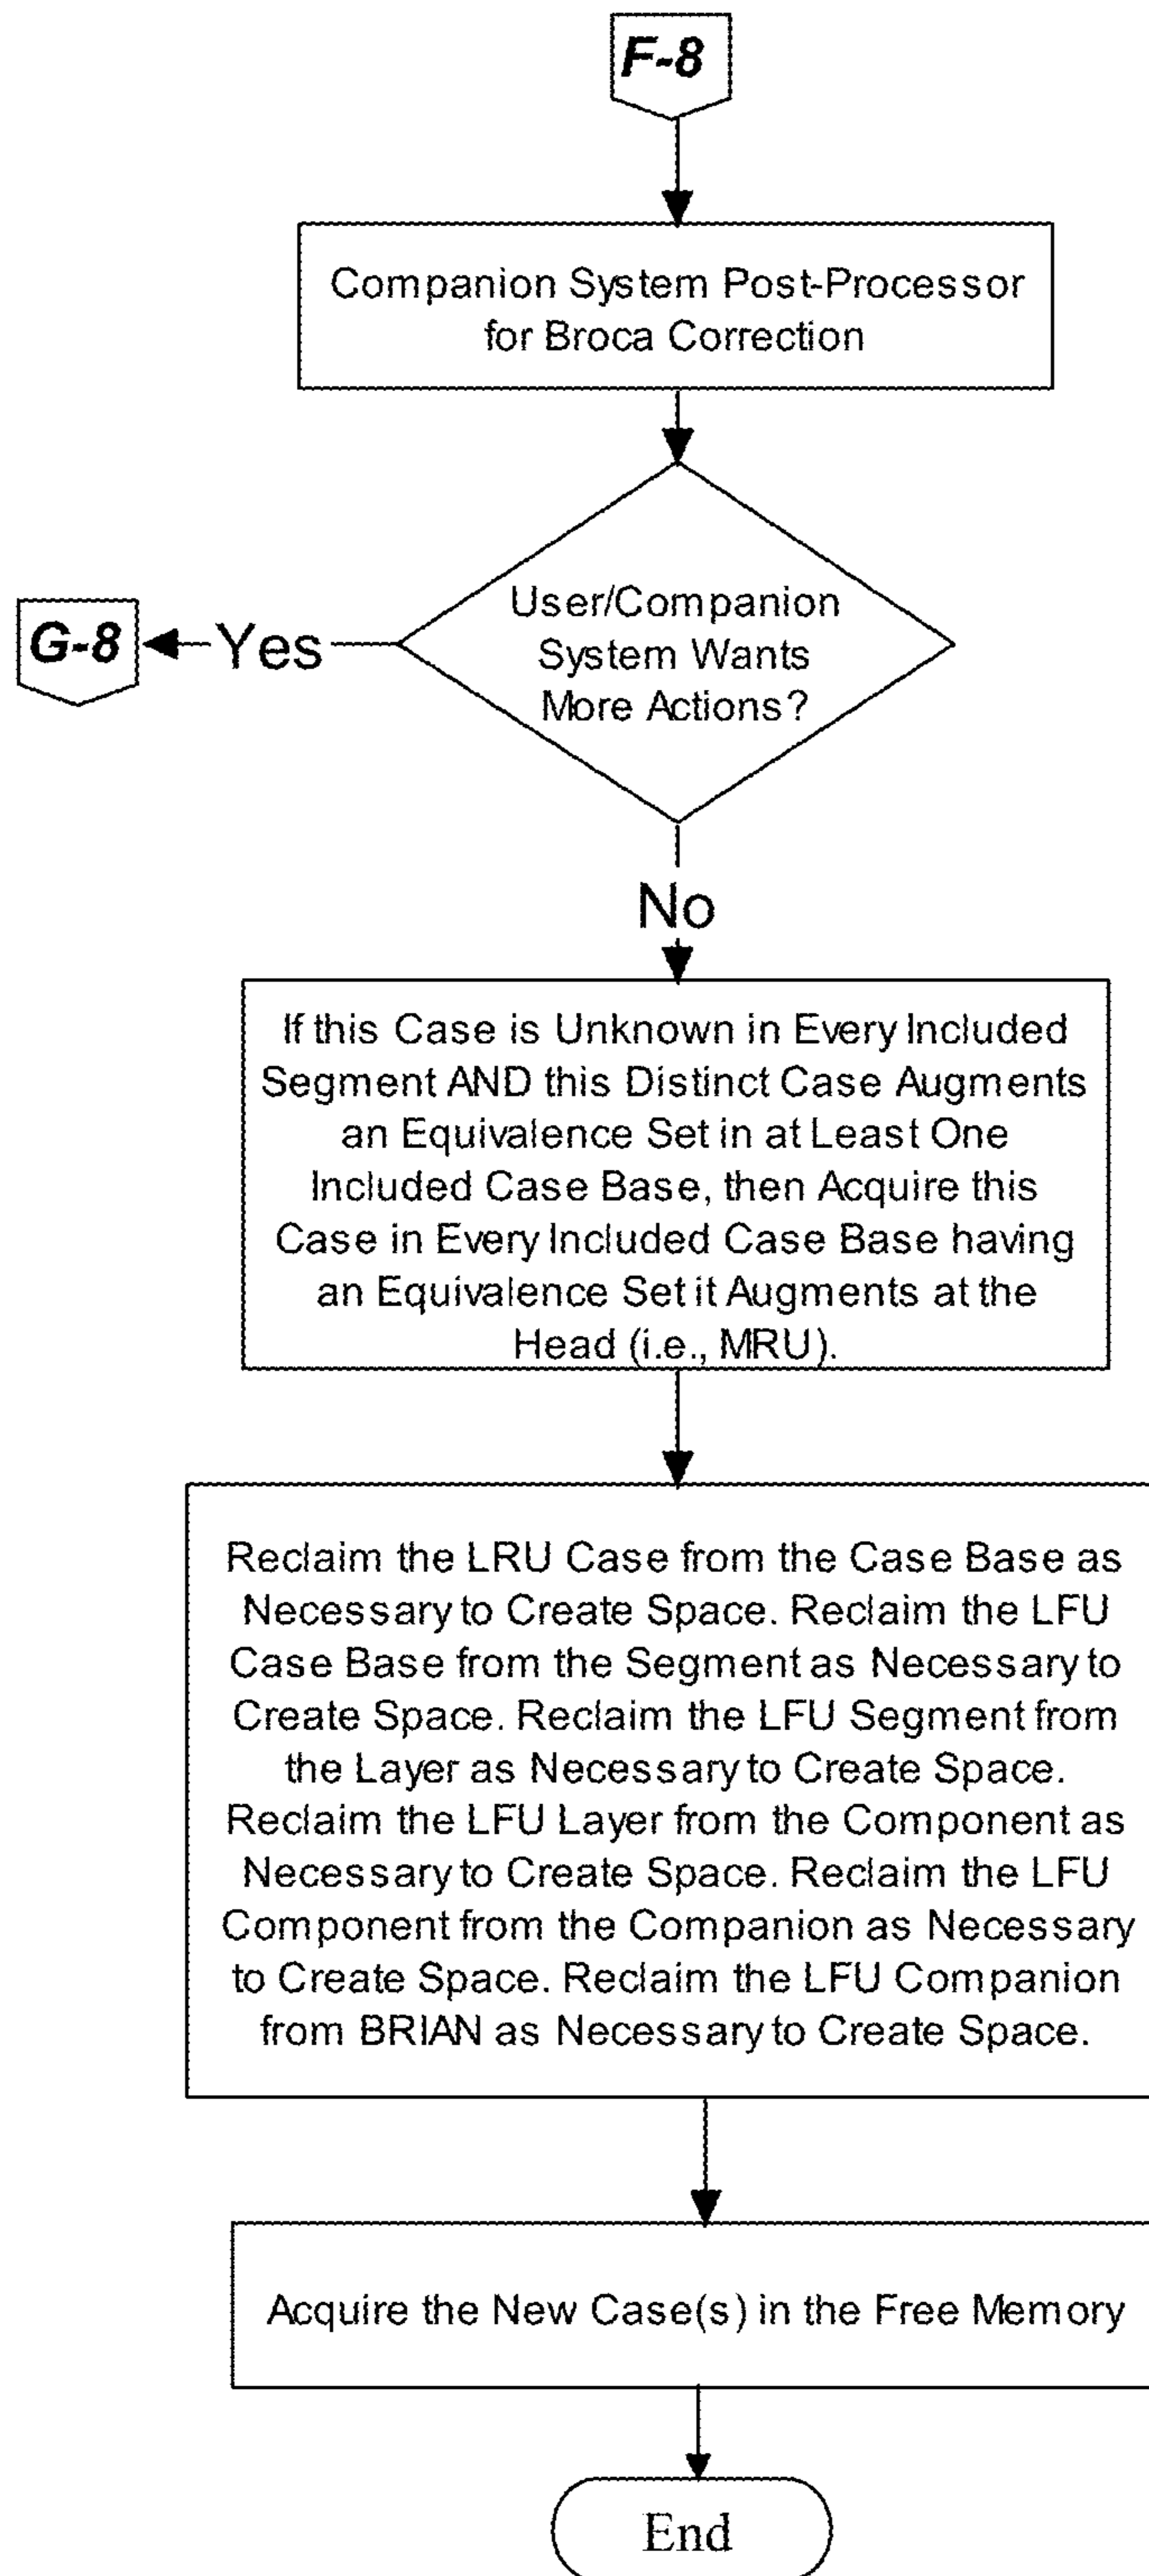 F-8
Companion System Post-Processor
for Broca Correction
User/Companion
System Wants
More Actions?
G-8
Yes
No
If this Case is Unknown in Every Included
Segment AND this Distinct Case Augments
an Equivalence Set in at Least One
Included Case Base, then Acquire this
Case in Every Included Case Base having
an Equivalence Set it Augments at the
Head (i.e., MRU).
Reclaim the LRU Case from the Case Base as
Necessary to Create Space. Reclaim the LFU
Case Base from the Segment as Necessary to
Create Space. Reclaim the LFU Segment from
the Layer as Necessary to Create Space.
Reclaim the LFU Layer from the Component as
Necessary to Create Space. Reclaim the LFU
Component from the Companion as Necessary
to Create Space. Reclaim the LFU Companion
from BRIAN as Necessary to Create Space.
Acquire the New Case(s) in the Free Memory
End